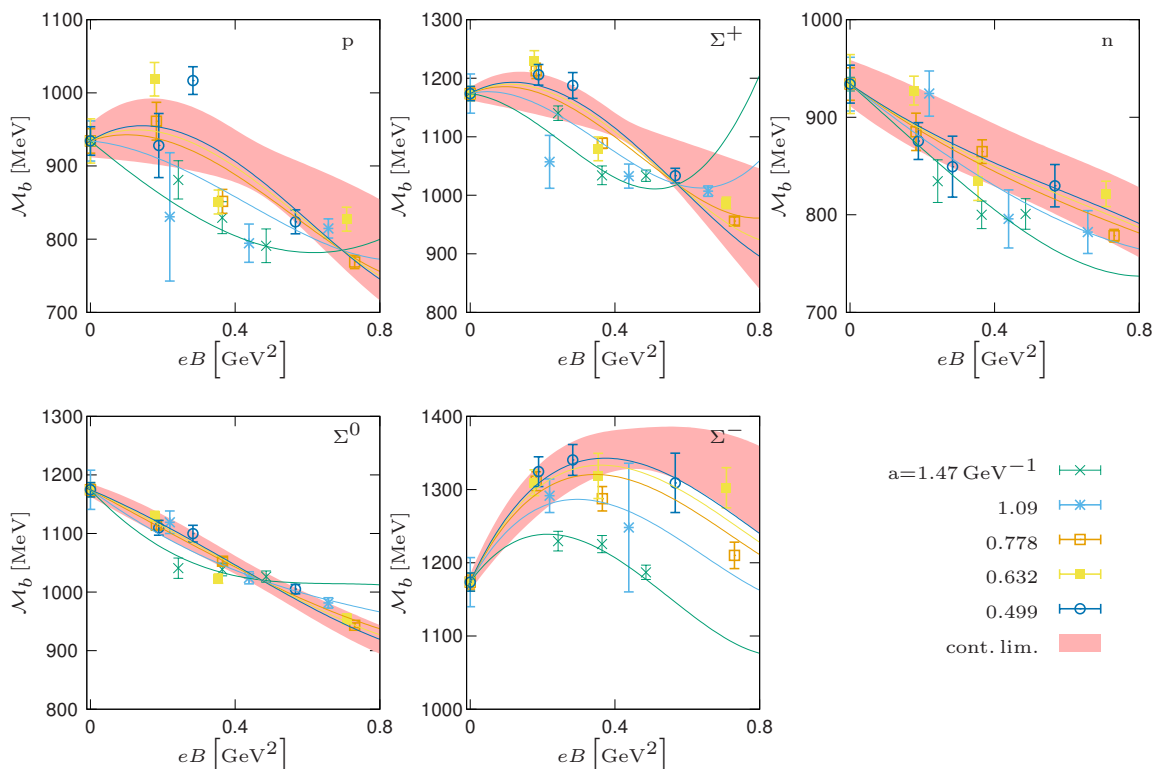 p
Σ⁺
n
1100
1000
900
800
700
ℳ_b [MeV]
0 0.4 0.8
eB [GeV²]
1300
1200
1100
1000
900
800
ℳ_b [MeV]
0 0.4 0.8
eB [GeV²]
1000
900
800
700
ℳ_b [MeV]
0 0.4 0.8
eB [GeV²]
Σ⁰
Σ⁻
1300
1200
1100
1000
900
800
ℳ_b [MeV]
0 0.4 0.8
eB [GeV²]
1400
1300
1200
1100
1000
ℳ_b [MeV]
0 0.4 0.8
eB [GeV²]
a=1.47 GeV⁻¹
1.09
0.778
0.632
0.499
cont. lim.